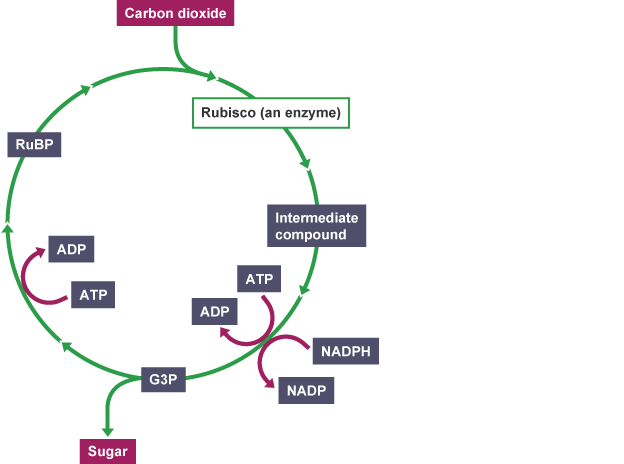 Carbon dioxide
Rubisco (an enzyme)
RuBP
Intermediate
compound
ADP
ATP
ATP
ADP
NADPH
G3P
NADP
Sugar